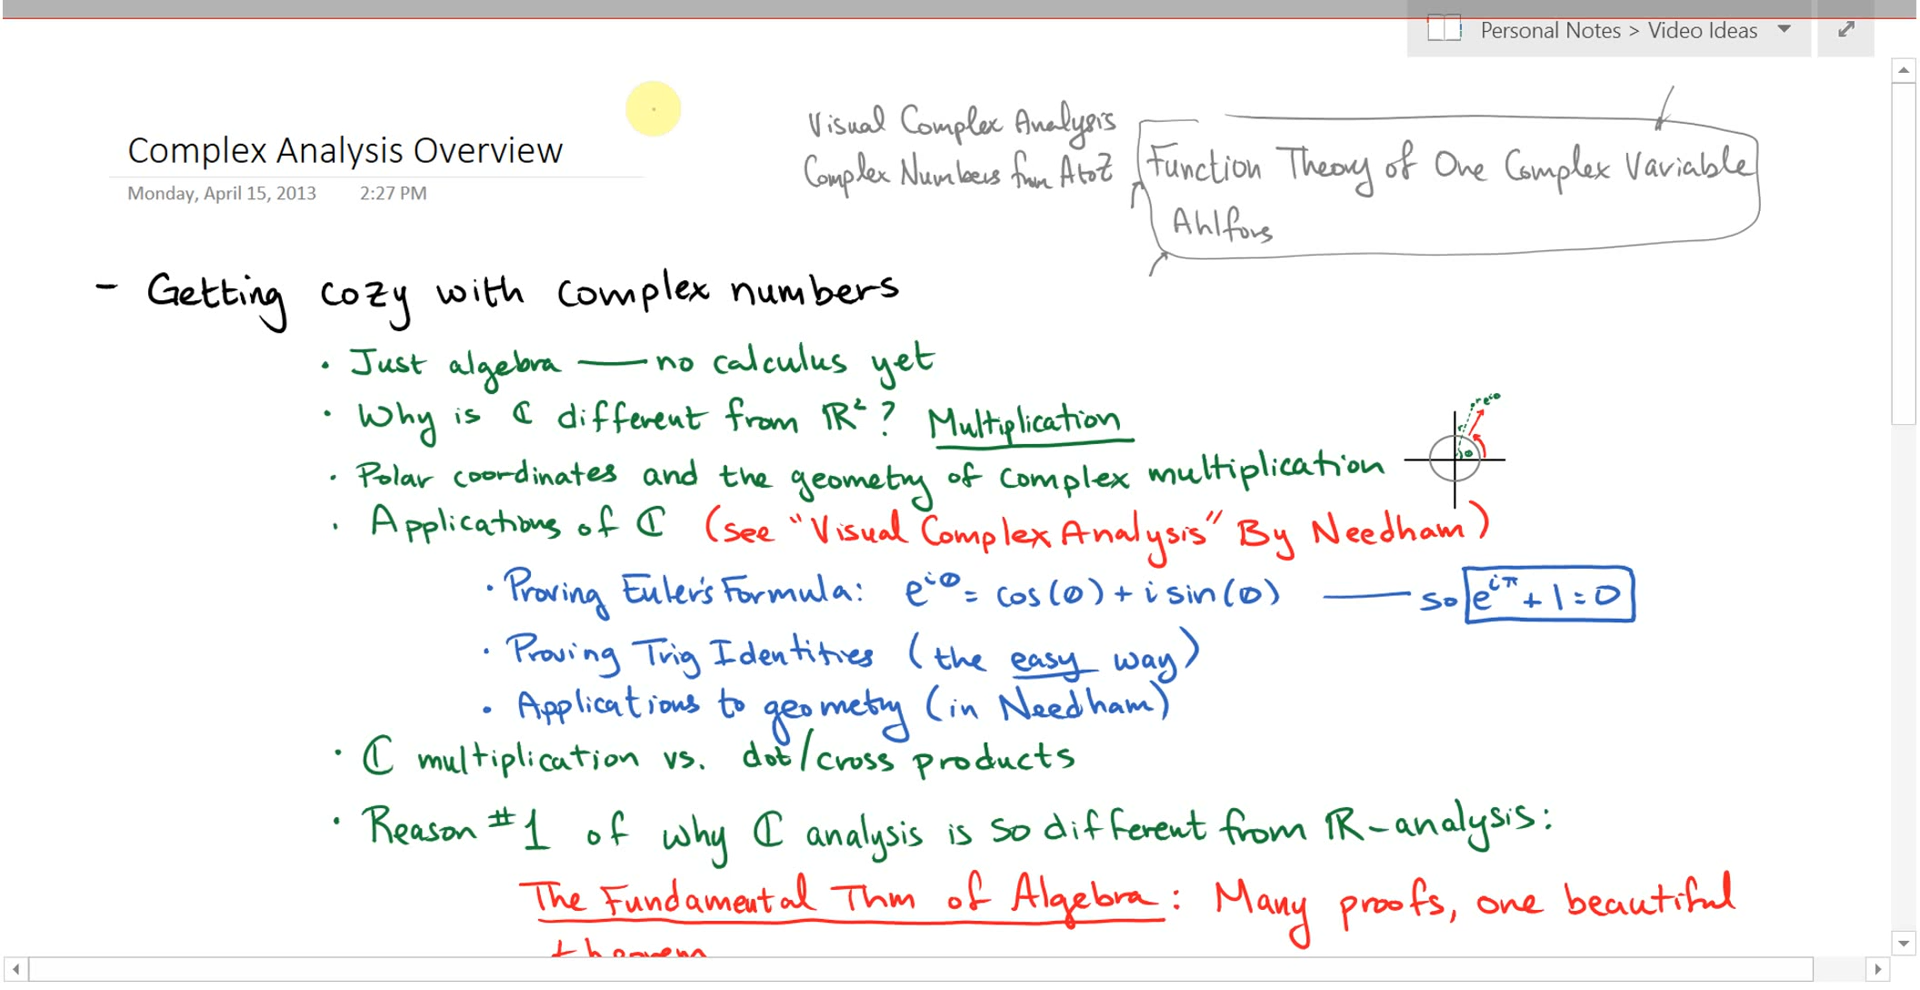 Personal Notes > Video Ideas
Visual Complex Analysis
Complex Numbers from A to Z
Function Theory of One Complex Variable
Ahlfors
Complex Analysis Overview
Monday, April 15, 2013 2:27 PM
- Getting cozy with complex numbers
· Just algebra — no calculus yet
· Why is ℂ different from ℝ²? Multiplication
· Polar coordinates and the geometry of complex multiplication
re^{iθ}
θ
· Applications of ℂ (see "Visual Complex Analysis" By Needham)
· Proving Euler's Formula: e^{iθ} = cos(θ) + i sin(θ) — so e^{iπ} + 1 = 0
· Proving Trig Identities (the easy way)
· Applications to geometry (in Needham)
· ℂ multiplication vs. dot/cross products
· Reason #1 of why ℂ analysis is so different from ℝ-analysis:
The Fundamental Thm of Algebra: Many proofs, one beautiful
theorem